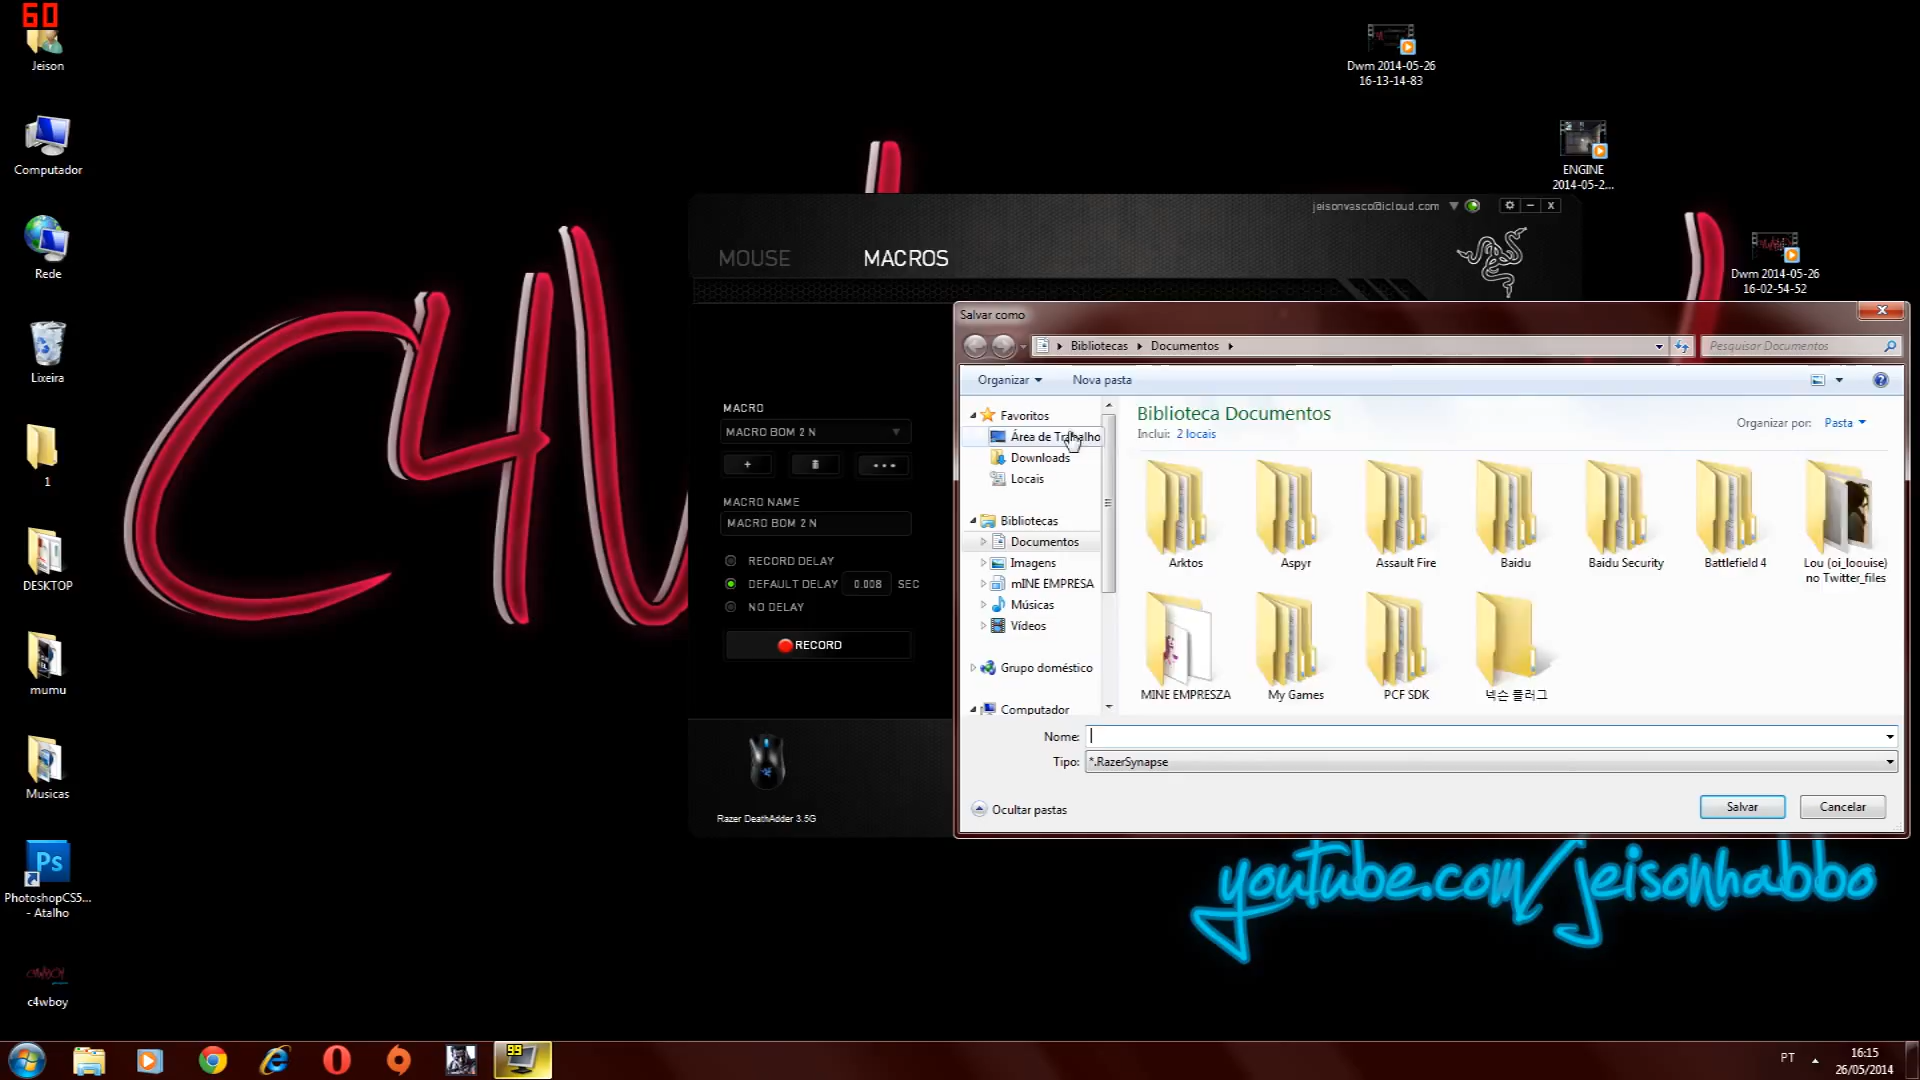 60
Jeison
Computador
Rede
Lixeira
1
DESKTOP
mumu
Musicas
Ps
PhotoshopCS5...
- Atalho
c4wboy
Dwm 2014-05-26
16-13-14-83
ENGINE
2014-05-2...
Dwm 2014-05-26
16-02-54-52
jeisonvasco@icloud.com
MOUSE
MACROS
MACRO
MACRO BOM 2 N
MACRO NAME
MACRO BOM 2 N
RECORD DELAY
DEFAULT DELAY 0.008 SEC
NO DELAY
RECORD
Razer DeathAdder 3.5G
Salvar como
Bibliotecas
Documentos
Pesquisar Documentos
Organizar
Nova pasta
Favoritos
Área de Trabalho
Downloads
Locais
Bibliotecas
Documentos
Imagens
mINE EMPRESA
Músicas
Vídeos
Grupo doméstico
Computador
Biblioteca Documentos
Inclui: 2 locais
Organizar por: Pasta
Arktos
Aspyr
Assault Fire
Baidu
Baidu Security
Battlefield 4
Lou (oi_loouise)
no Twitter_files
MINE EMPRESZA
My Games
PCF SDK
넥슨 플러그
Nome:
Tipo: *.RazerSynapse
Ocultar pastas
Salvar
Cancelar
youtube.com/jeisonhabbo
99
PT
16:15
26/05/2014